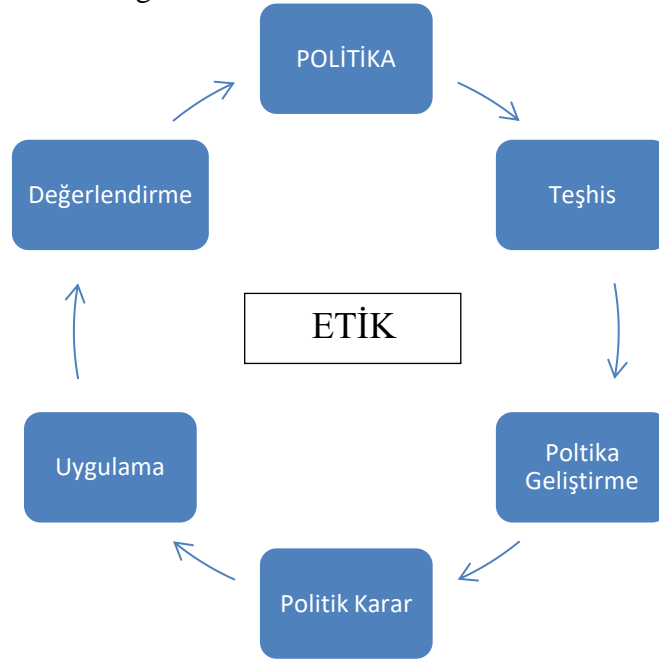 POLİTİKA
Teşhis
Poltika
Geliştirme
Politik Karar
Uygulama
Değerlendirme
ETİK